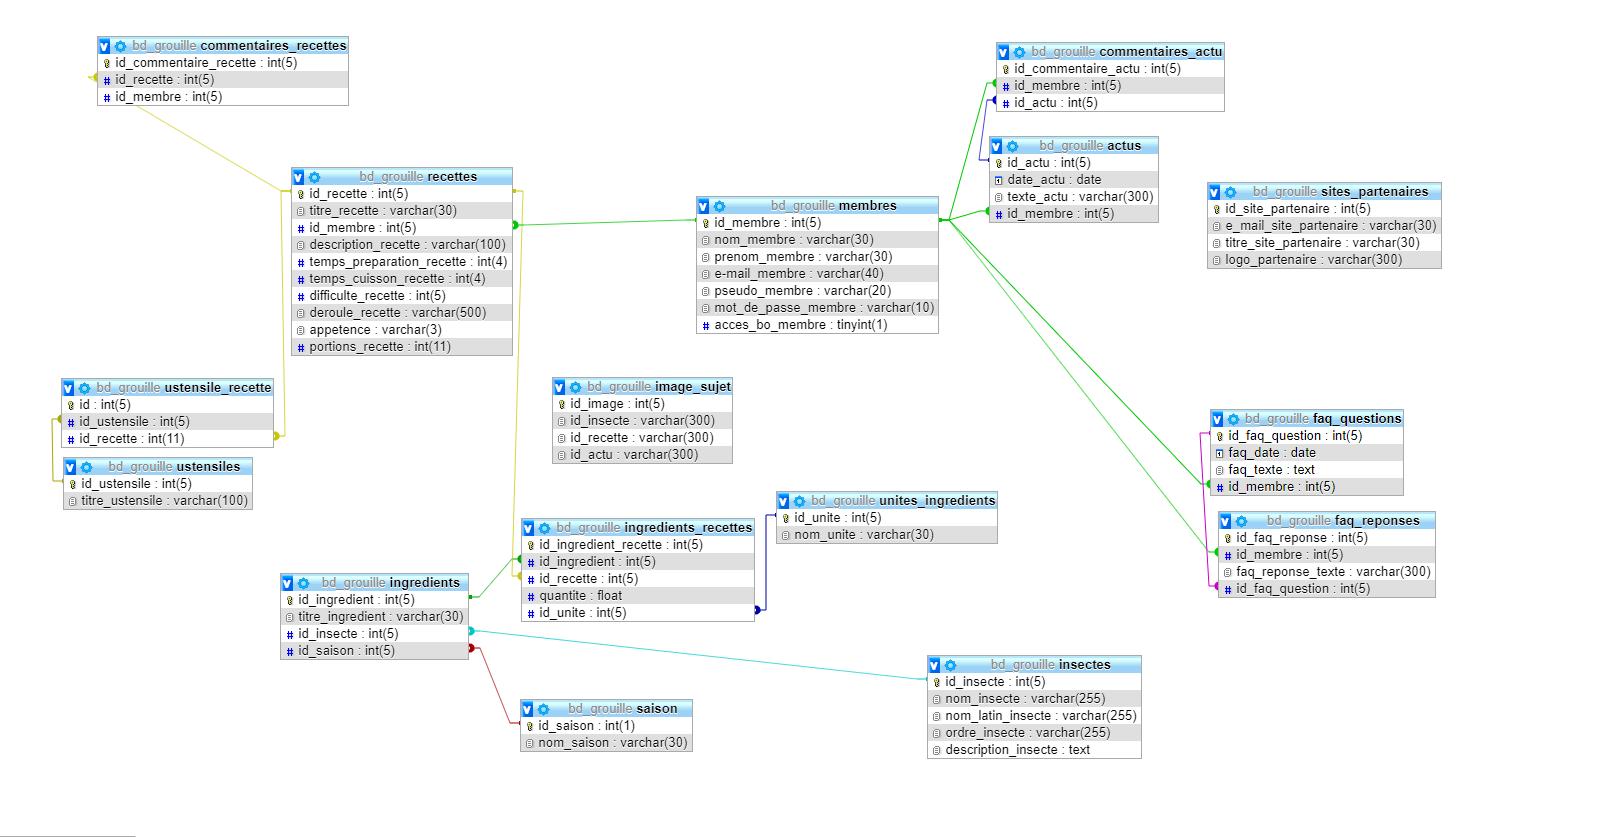 bd_grouille commentaires_recettes
id_commentaire_recette : int(5)
id_recette : int(5)
id_membre : int(5)
bd_grouille commentaires_actu
id_commentaire_actu : int(5)
id_membre : int(5)
id_actu : int(5)
bd_grouille actus
id_actu : int(5)
date_actu : date
texte_actu : varchar(300)
id_membre : int(5)
bd_grouille recettes
id_recette : int(5)
titre_recette : varchar(30)
id_membre : int(5)
description_recette : varchar(100)
temps_preparation_recette : int(4)
temps_cuisson_recette : int(4)
difficulte_recette : int(5)
deroule_recette : varchar(500)
appetence : varchar(3)
portions_recette : int(11)
bd_grouille membres
id_membre : int(5)
nom_membre : varchar(30)
prenom_membre : varchar(30)
e-mail_membre : varchar(40)
pseudo_membre : varchar(20)
mot_de_passe_membre : varchar(10)
acces_bo_membre : tinyint(1)
bd_grouille sites_partenaires
id_site_partenaire : int(5)
e_mail_site_partenaire : varchar(30)
titre_site_partenaire : varchar(30)
logo_partenaire : varchar(300)
bd_grouille ustensile_recette
id : int(5)
id_ustensile : int(5)
id_recette : int(11)
bd_grouille ustensiles
id_ustensile : int(5)
titre_ustensile : varchar(100)
bd_grouille image_sujet
id_image : int(5)
id_insecte : varchar(300)
id_recette : varchar(300)
id_actu : varchar(300)
bd_grouille faq_questions
id_faq_question : int(5)
faq_date : date
faq_texte : text
id_membre : int(5)
bd_grouille unites_ingredients
id_unite : int(5)
nom_unite : varchar(30)
bd_grouille faq_reponses
id_faq_reponse : int(5)
id_membre : int(5)
faq_reponse_texte : varchar(300)
id_faq_question : int(5)
bd_grouille ingredients_recettes
id_ingredient_recette : int(5)
id_ingredient : int(5)
id_recette : int(5)
quantite : float
id_unite : int(5)
bd_grouille ingredients
id_ingredient : int(5)
titre_ingredient : varchar(30)
id_insecte : int(5)
id_saison : int(5)
bd_grouille insectes
id_insecte : int(5)
nom_insecte : varchar(255)
nom_latin_insecte : varchar(255)
ordre_insecte : varchar(255)
description_insecte : text
bd_grouille saison
id_saison : int(1)
nom_saison : varchar(30)